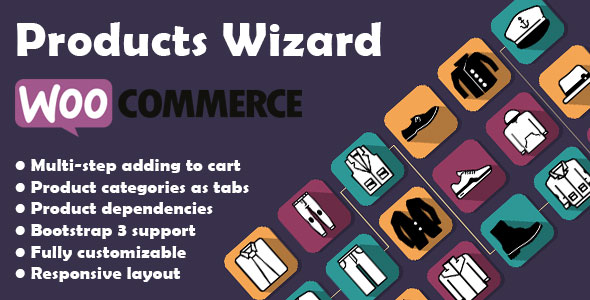 Products Wizard
WOO COMMERCE
• Multi-step adding to cart
• Product categories as tabs
• Product dependencies
• Bootstrap 3 support
• Fully customizable
• Responsive layout